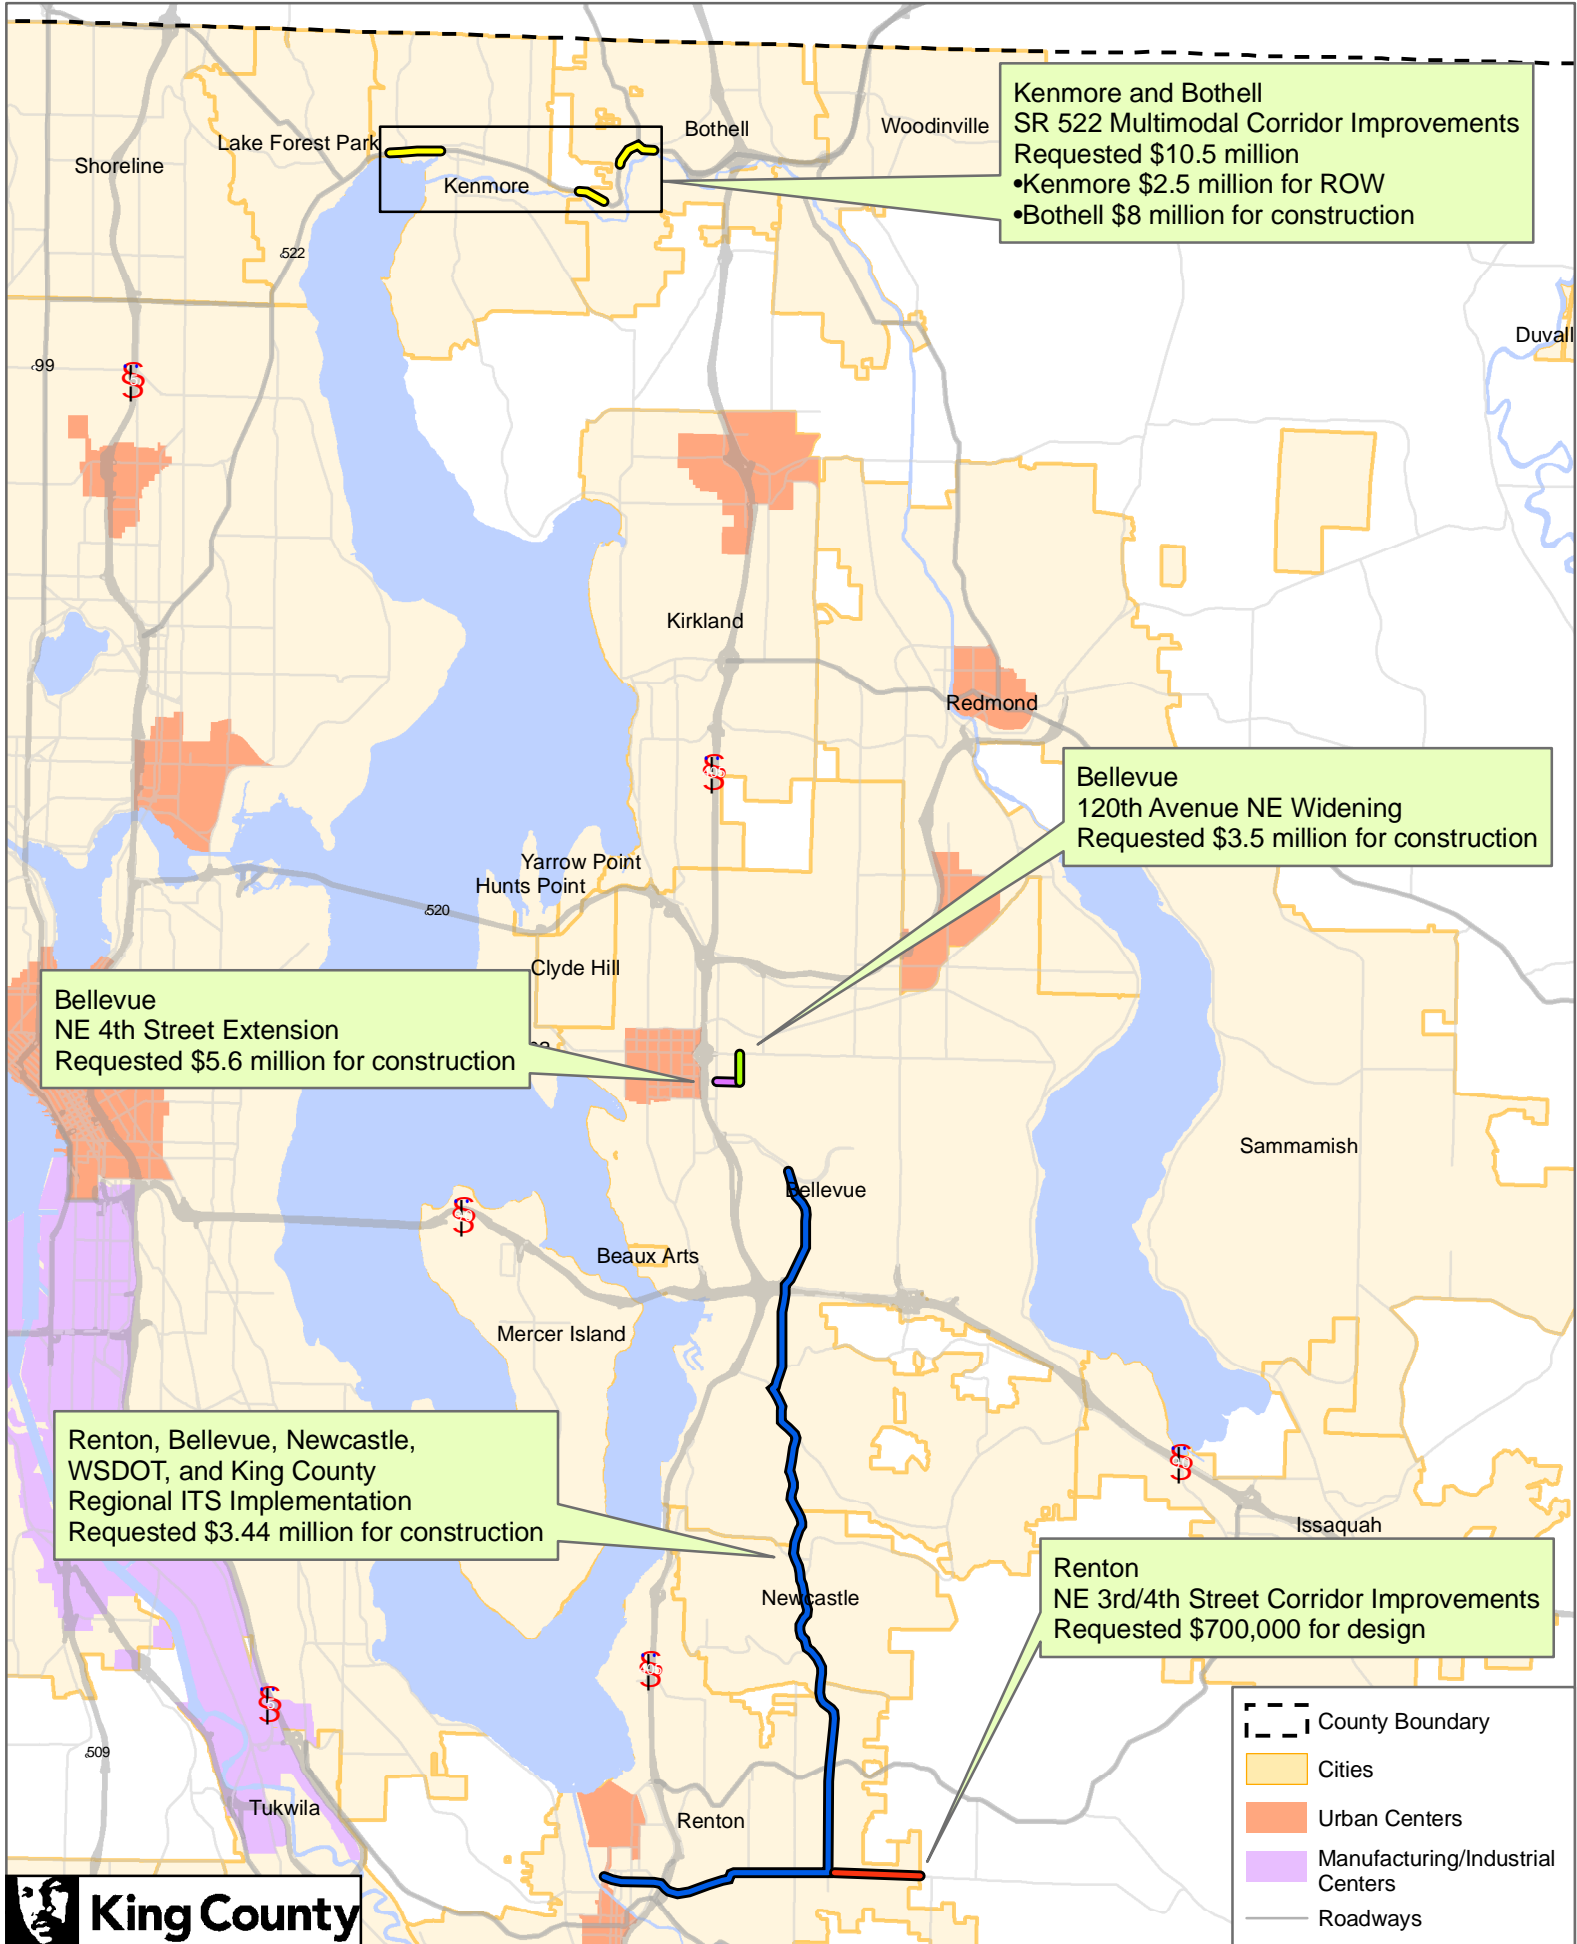 Kenmore and Bothell
SR 522 Multimodal Corridor Improvements
Requested $10.5 million
•Kenmore $2.5 million for ROW
•Bothell $8 million for construction
Bothell
Woodinville
Lake Forest Park
Shoreline
Kenmore
522
Duvall
99
Kirkland
Redmond
Bellevue
120th Avenue NE Widening
Requested $3.5 million for construction
Yarrow Point
Hunts Point
520
Clyde Hill
Bellevue
NE 4th Street Extension
Requested $5.6 million for construction
Sammamish
Bellevue
Beaux Arts
Mercer Island
Renton, Bellevue, Newcastle,
WSDOT, and King County
Regional ITS Implementation
Requested $3.44 million for construction
Issaquah
Renton
NE 3rd/4th Street Corridor Improvements
Requested $700,000 for design
Newcastle
509
Tukwila
Renton
County Boundary
Cities
Urban Centers
Manufacturing/Industrial
Centers
Roadways
King County